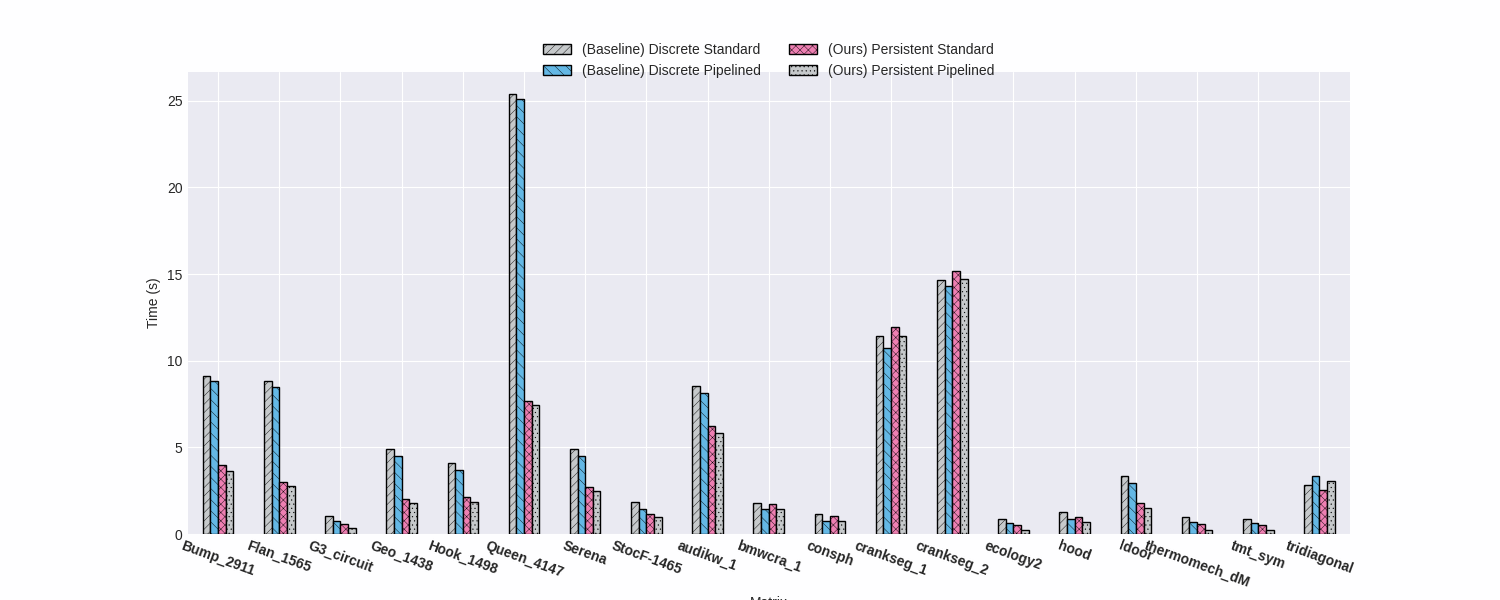 (Baseline) Discrete Standard
(Baseline) Discrete Pipelined
(Ours) Persistent Standard
(Ours) Persistent Pipelined
Time (s)
25
20
15
10
5
0
Bump_2911
Flan_1565
G3_circuit
Geo_1438
Hook_1498
Queen_4147
Serena
StocF-1465
audikw_1
bmwcra_1
consph
crankseg_1
crankseg_2
ecology2
hood
ldoor
thermomech_dM
tmt_sym
tridiagonal
Matrix